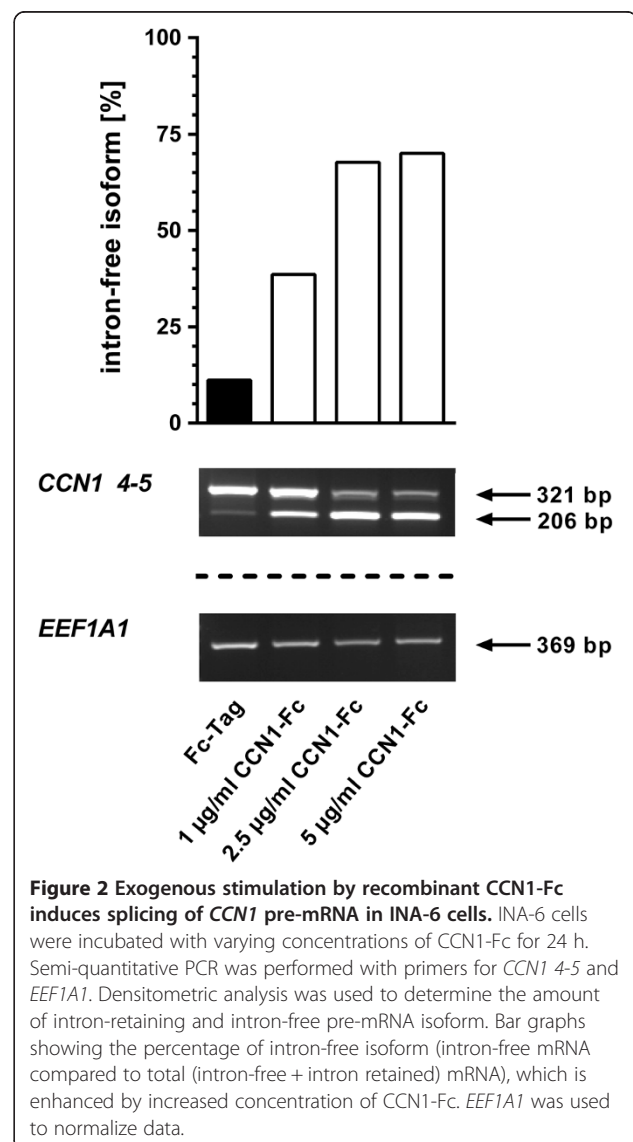 100
75
50
25
0
intron-free isoform [%]
CCN1 4-5
321 bp
206 bp
EEF1A1
369 bp
Fc-Tag
1 µg/ml CCN1-Fc
2.5 µg/ml CCN1-Fc
5 µg/ml CCN1-Fc
Figure 2 Exogenous stimulation by recombinant CCN1-Fc
induces splicing of CCN1 pre-mRNA in INA-6 cells. INA-6 cells
were incubated with varying concentrations of CCN1-Fc for 24 h.
Semi-quantitative PCR was performed with primers for CCN1 4-5 and
EEF1A1. Densitometric analysis was used to determine the amount
of intron-retaining and intron-free pre-mRNA isoform. Bar graphs
showing the percentage of intron-free isoform (intron-free mRNA
compared to total (intron-free + intron retained) mRNA), which is
enhanced by increased concentration of CCN1-Fc. EEF1A1 was used
to normalize data.